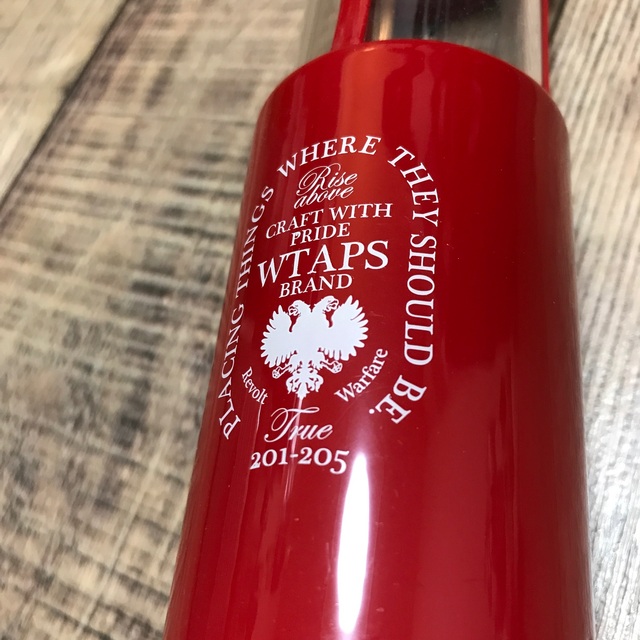 PLACING THINGS WHERE THEY SHOULD BE.
Rise
above
CRAFT WITH
PRIDE
WTAPS
BRAND
Revolt Warfare
True
201-205